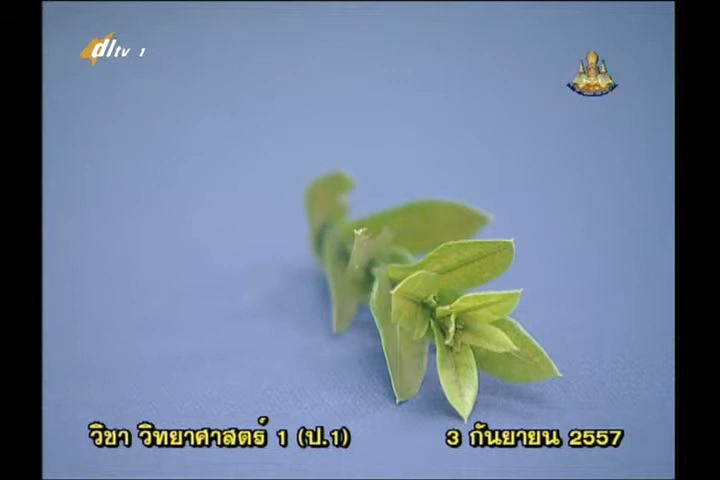 dltv 1
วิขา วิทยาศาสตร์ 1 (ป.1)
3 กันยายน 2557